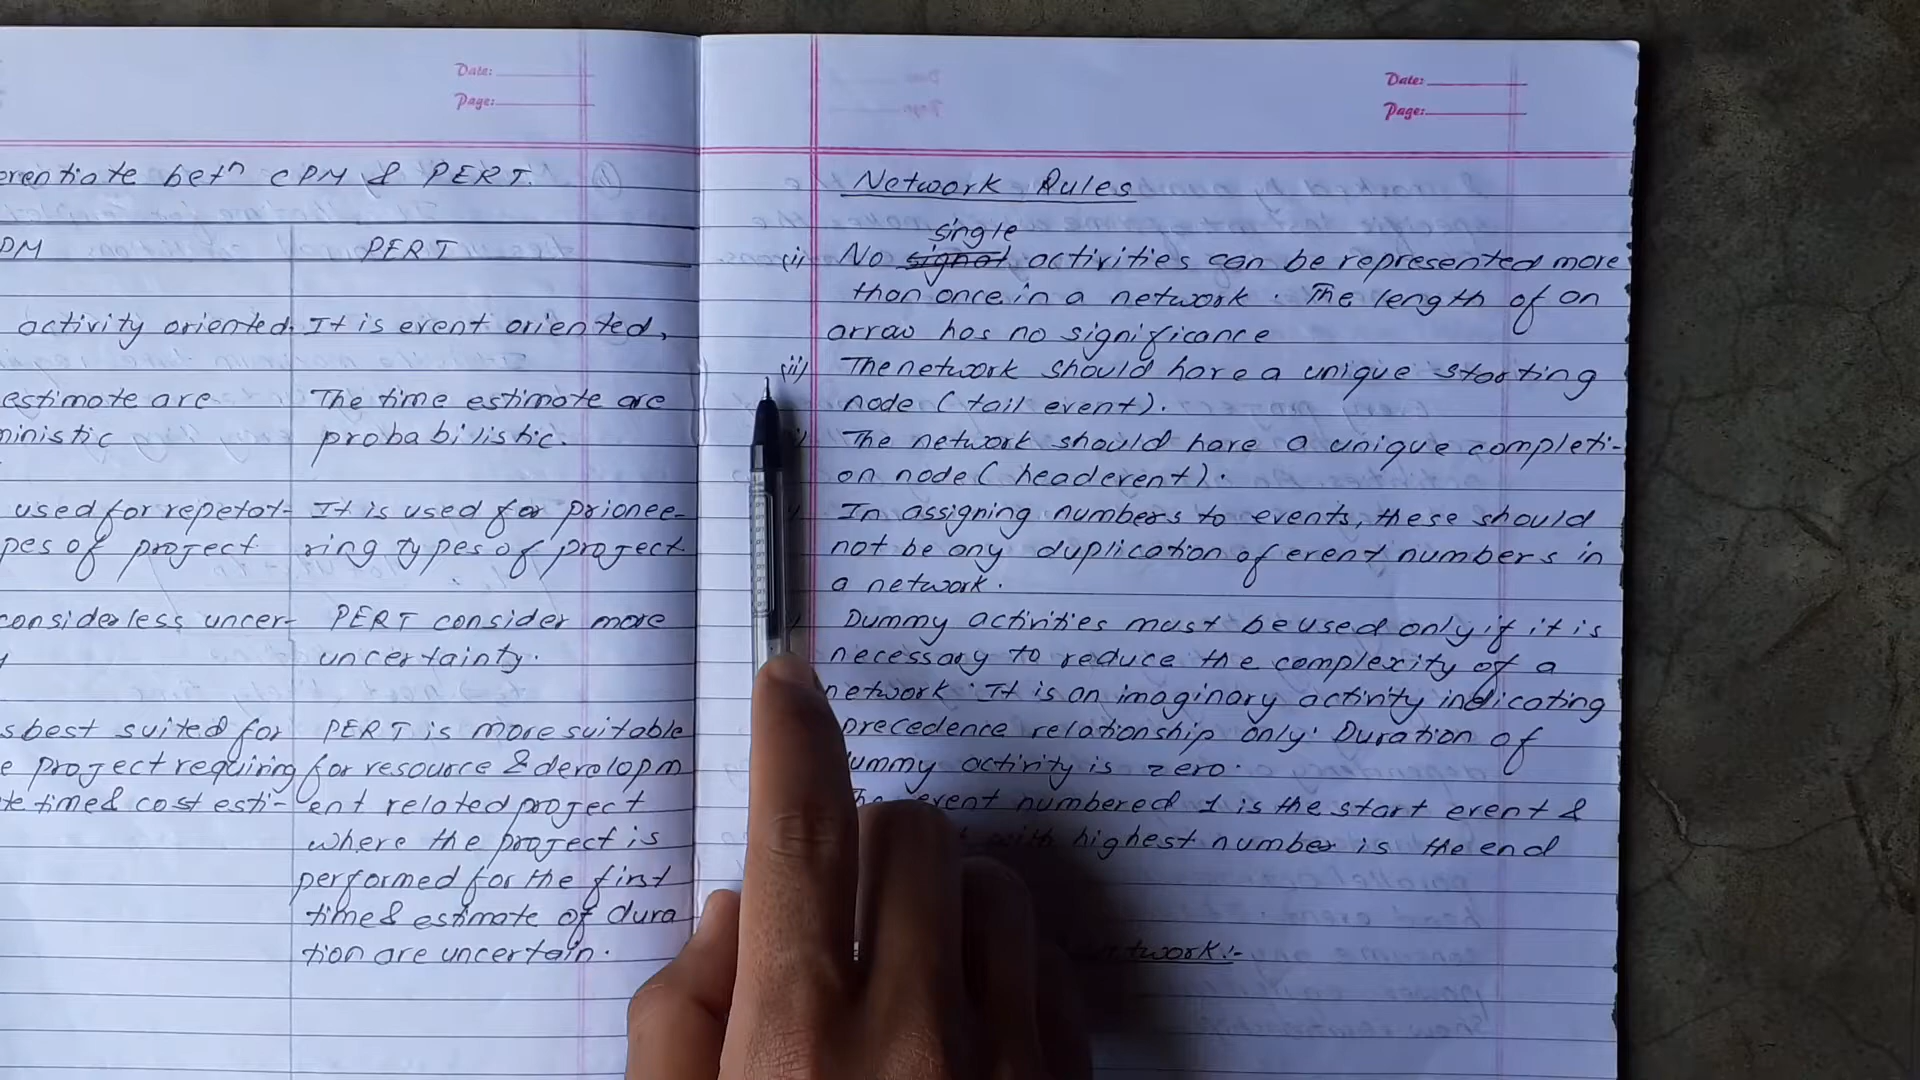 Date:
Page:
erentiate betn CPM & PERT.
PM PERT
activity oriented. It is event oriented,
estimate are The time estimate are
ministic probabilistic.
used for repetat- It is used for prionee-
pes of project ring types of project
consider less uncer- PERT consider more
y uncertainty.
s best suited for PERT is more suitable
e project requiring for resource & developm
te time & cost esti- ent related project
where the project is
performed for the first
time & estimate of dura
tion are uncertain.
Date:
Page:
Network Rules
single
(i) No signal activities can be represented more
than once in a network. The length of an
arrow has no significance
(ii) The network should have a unique starting
node (tail event).
The network should have a unique completi-
on node (head event).
In assigning numbers to events, these should
not be any duplication of event numbers in
a network.
Dummy activities must be used only if it is
necessary to reduce the complexity of a
network. It is an imaginary activity indicating
precedence relationship only. Duration of
ummy activity is zero.
event numbered 1 is the start event &
with highest number is the end
twork:-